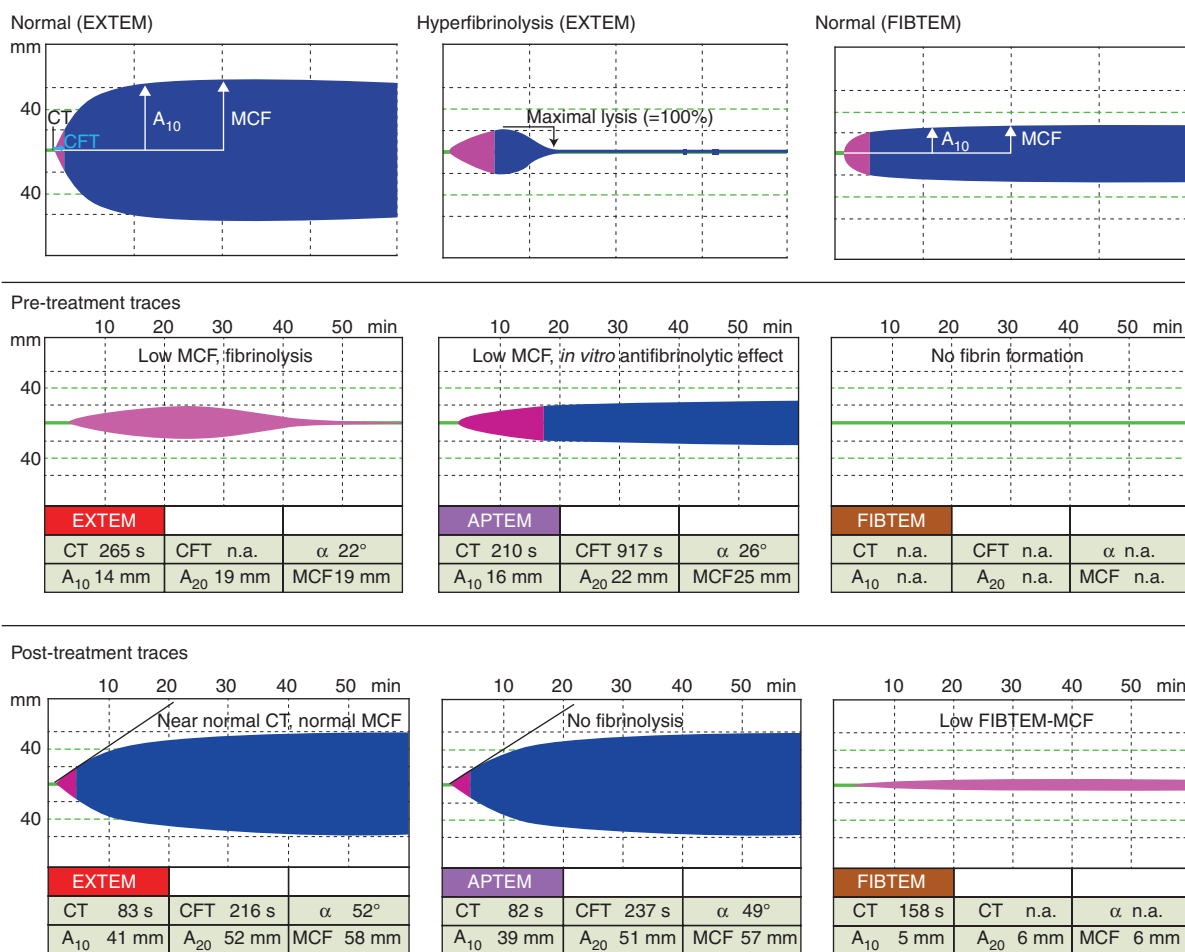 Normal (EXTEM)
Hyperfibrinolysis (EXTEM)
Normal (FIBTEM)
mm
40
CT
CFT
A10
MCF
40
Maximal lysis (=100%)
A10
MCF
Pre-treatment traces
10 20 30 40 50 min
10 20 30 40 50 min
10 20 30 40 50 min
mm
Low MCF, fibrinolysis
Low MCF, in vitro antifibrinolytic effect
No fibrin formation
40
40
EXTEM
CT 265 s CFT n.a. α 22°
A10 14 mm A20 19 mm MCF19 mm
APTEM
CT 210 s CFT 917 s α 26°
A10 16 mm A20 22 mm MCF25 mm
FIBTEM
CT n.a. CFT n.a. α n.a.
A10 n.a. A20 n.a. MCF n.a.
Post-treatment traces
10 20 30 40 50 min
10 20 30 40 50 min
10 20 30 40 50 min
mm
Near normal CT, normal MCF
No fibrinolysis
Low FIBTEM-MCF
40
40
EXTEM
CT 83 s CFT 216 s α 52°
A10 41 mm A20 52 mm MCF 58 mm
APTEM
CT 82 s CFT 237 s α 49°
A10 39 mm A20 51 mm MCF 57 mm
FIBTEM
CT 158 s CT n.a. α n.a.
A10 5 mm A20 6 mm MCF 6 mm